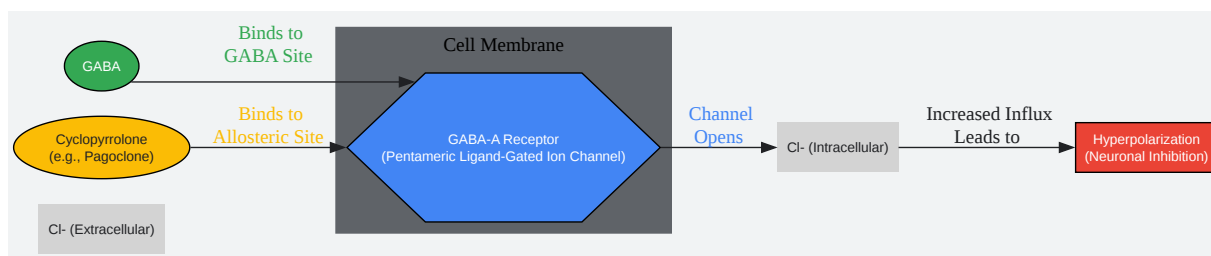 Binds to
GABA Site
Cell Membrane
GABA
Binds to
Allosteric Site
Cyclopyrrolone
(e.g., Pagoclone)
GABA-A Receptor
(Pentameric Ligand-Gated Ion Channel)
Channel
Opens
Cl- (Intracellular)
Increased Influx
Leads to
Hyperpolarization
(Neuronal Inhibition)
Cl- (Extracellular)